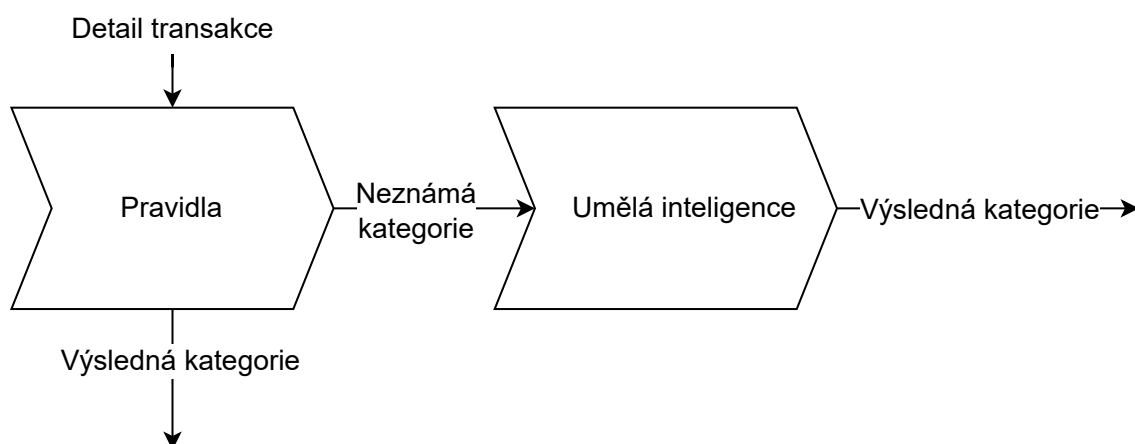 Detail transakce
Pravidla
Neznámá
kategorie
Umělá inteligence
Výsledná kategorie
Výsledná kategorie